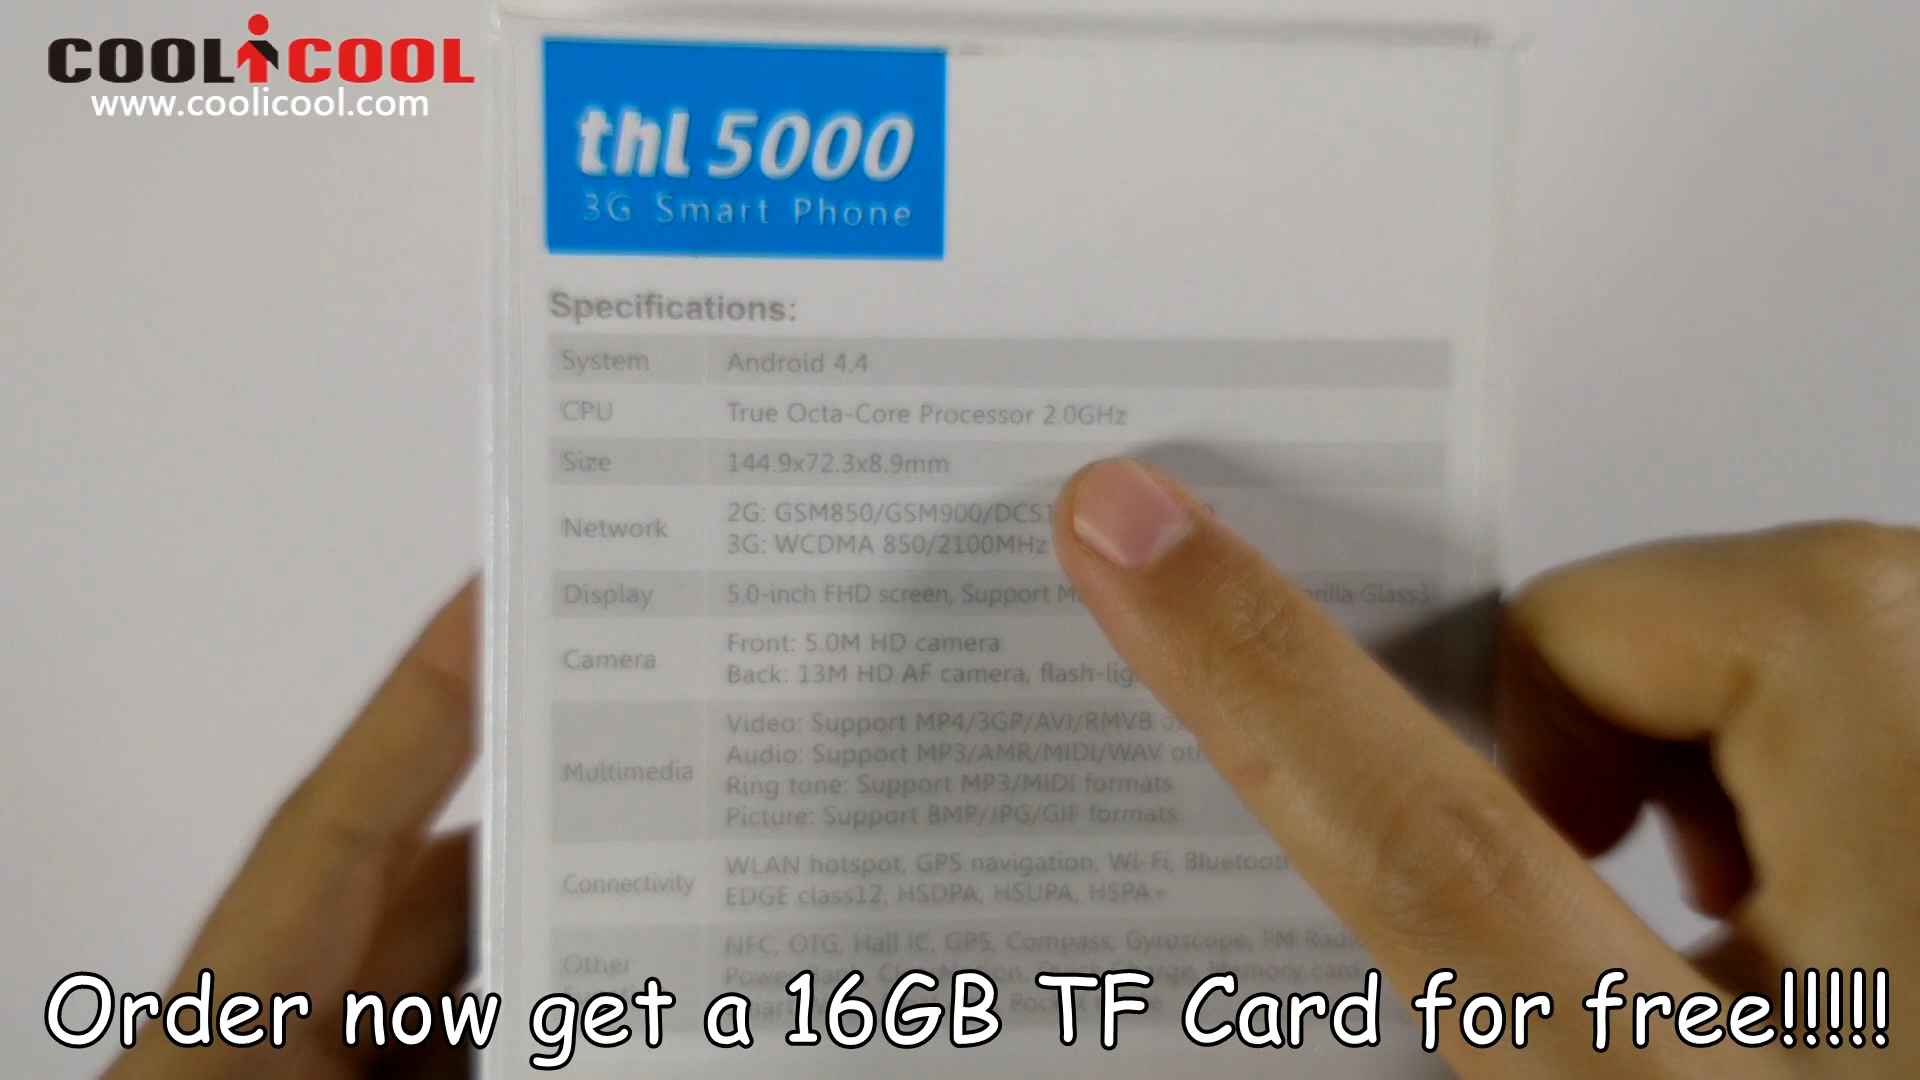 COOLiCOOL
www.coolicool.com
thl 5000
3G Smart Phone
Specifications:
System Android 4.4
CPU True Octa-Core Processor 2.0GHz
Size 144.9x72.3x8.9mm
Network 2G: GSM850/GSM900/DCS1
3G: WCDMA 850/2100MHz
Display 5.0-inch FHD screen, Support Glass3
Camera Front: 5.0M HD camera
Back: 13M HD AF camera,
Multimedia Video: Support MP4/3GP/AVI/RMVB
Audio: Support MP3/AMR/MIDI/WAV
Ring tone: Support MP3/MIDI formats
Picture: Support BMP/JPG/GIF formats
Connectivity WLAN hotspot, GPS navigation, Wi-Fi,
EDGE class12, HSDPA, HSUPA, HSPA+
Other NFC, OTG, Hall IC, GPS, Compass, Gyroscope, FM
Memory card
Order now get a 16GB TF Card for free!!!!!